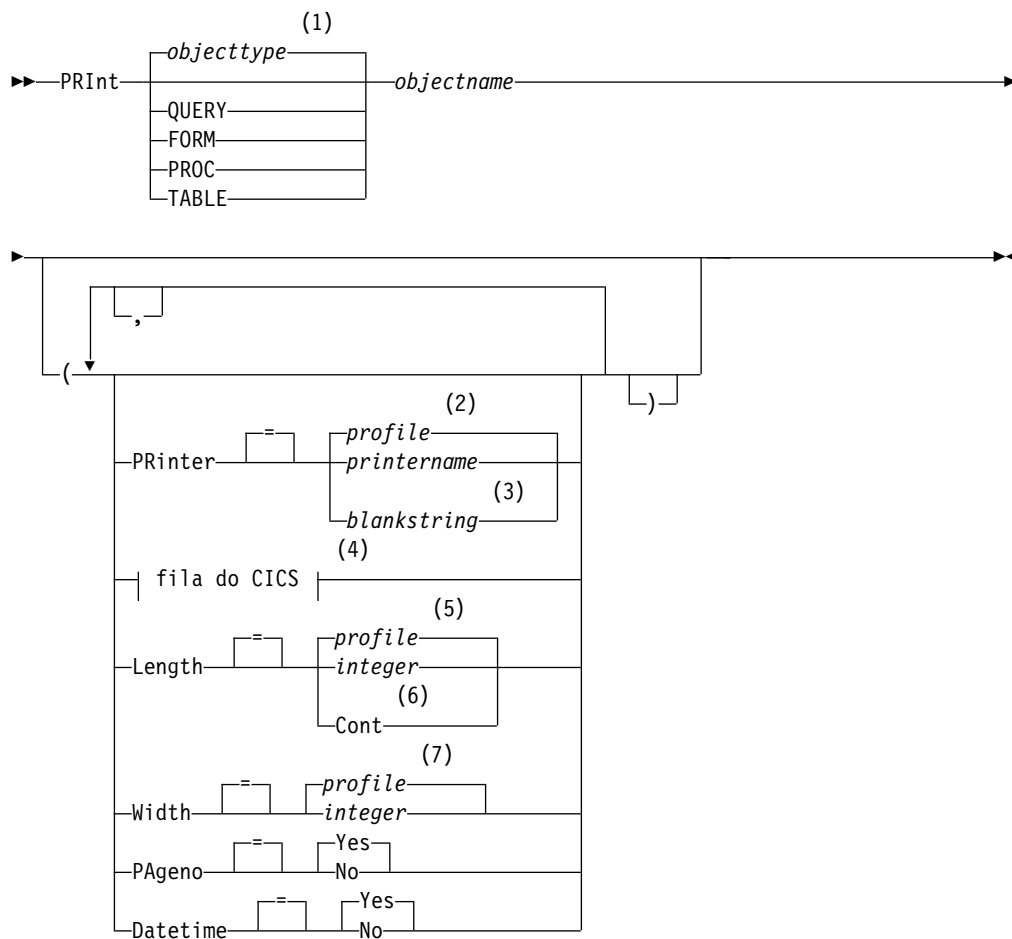 (1)
objecttype
PRInt objectname
QUERY
FORM
PROC
TABLE
,
( )
(2)
= profile
PRinter printername
(3)
blankstring
(4)
fila do CICS
(5)
= profile
Length integer
(6)
Cont
(7)
= profile
Width integer
= Yes
PAgeno No
= Yes
Datetime No